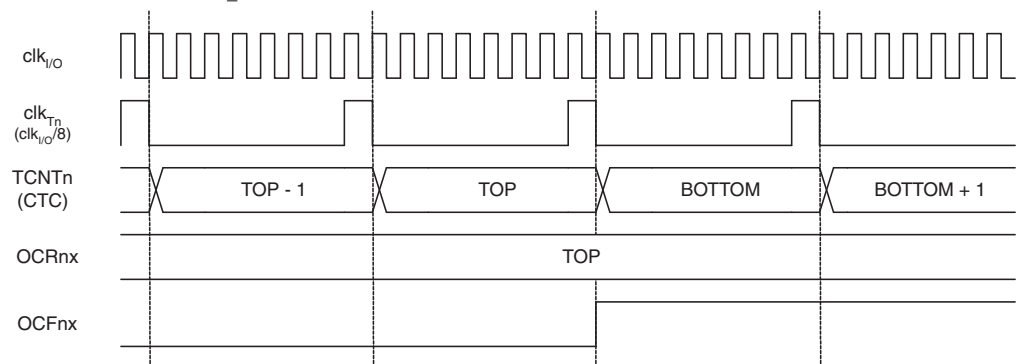 clkI/O
clkTn
(clkI/O/8)
TCNTn
(CTC)
TOP - 1
TOP
BOTTOM
BOTTOM + 1
OCRnx
TOP
OCFnx